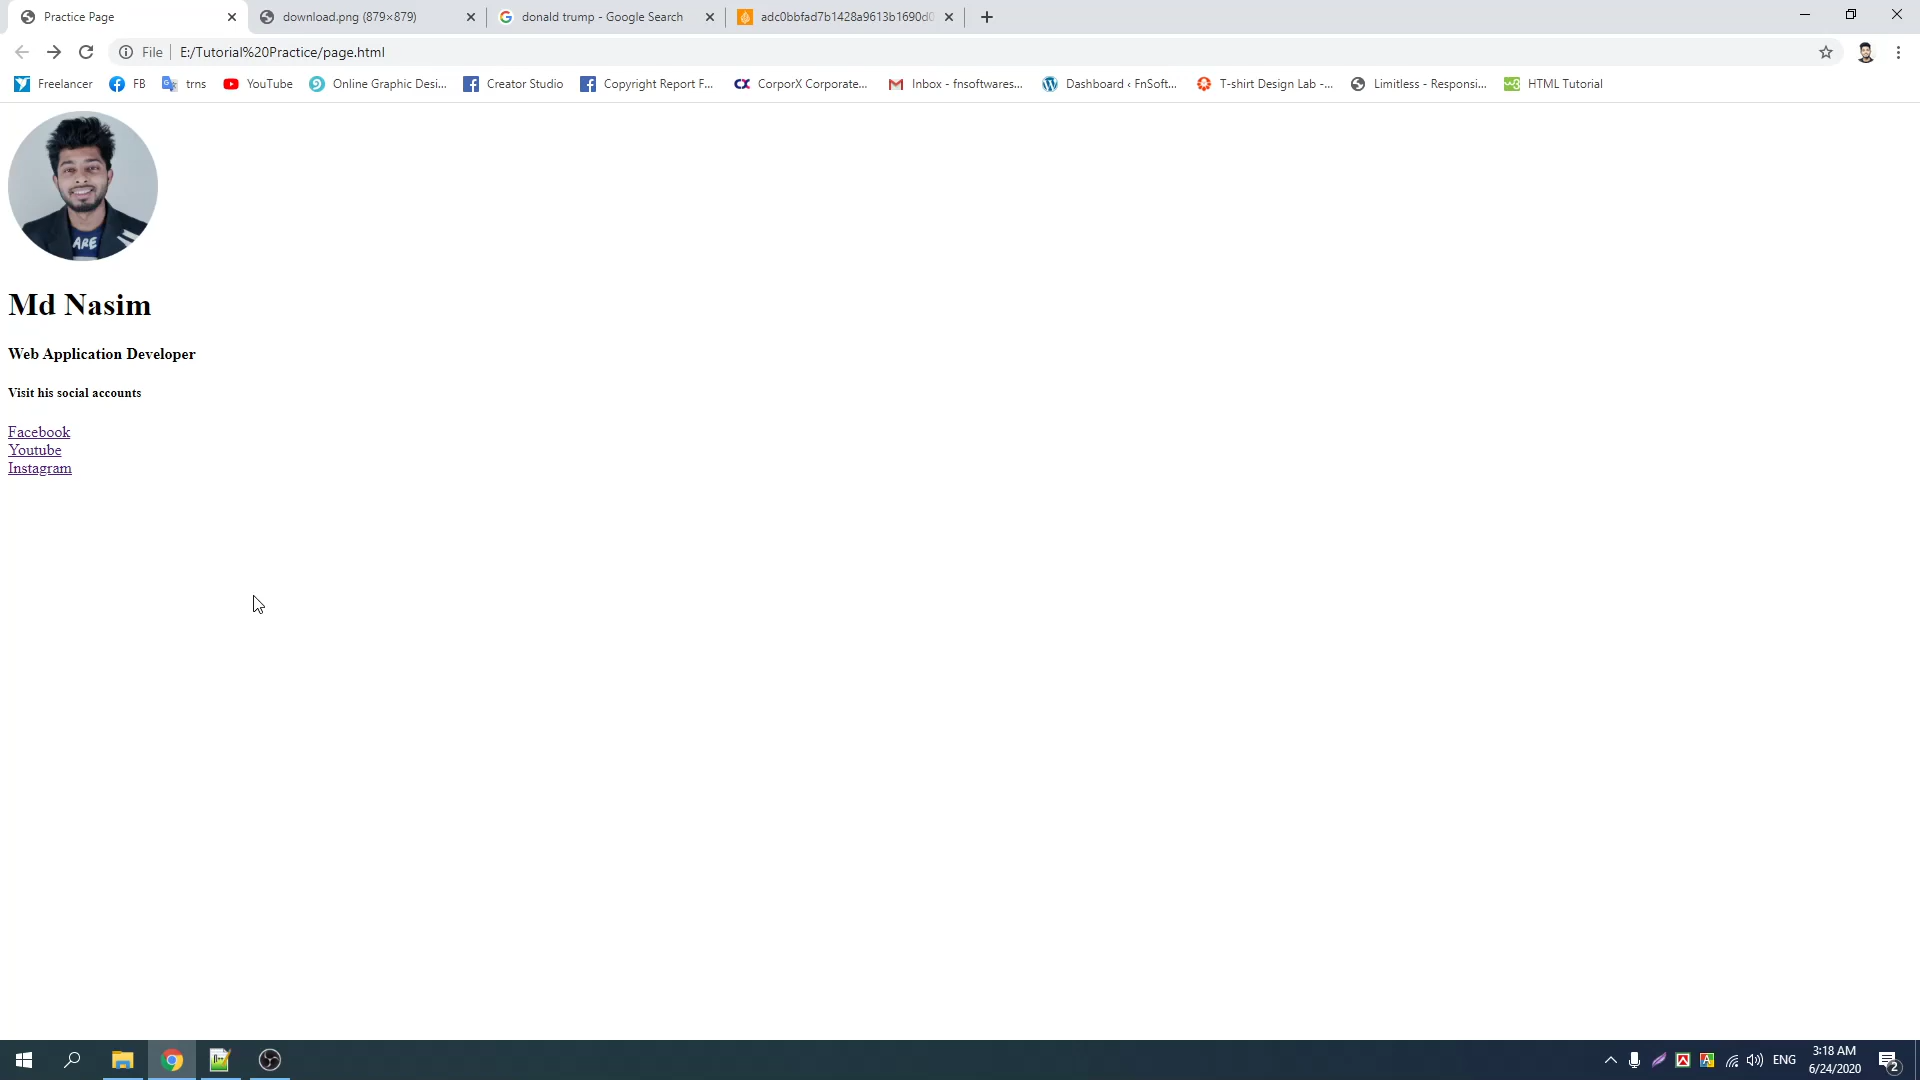 Practice Page
download.png (879×879)
donald trump - Google Search
adc0bbfad7b1428a9613b1690d0
File
E:/Tutorial%20Practice/page.html
Freelancer
FB
trns
YouTube
Online Graphic Desi...
Creator Studio
Copyright Report F...
CX CorporX Corporate...
Inbox - fnsoftwares...
Dashboard ‹ FnSoft...
T-shirt Design Lab -...
Limitless - Responsi...
HTML Tutorial
ARE
Md Nasim
Web Application Developer
Visit his social accounts
Facebook
Youtube
Instagram
ENG
3:18 AM
6/24/2020
2